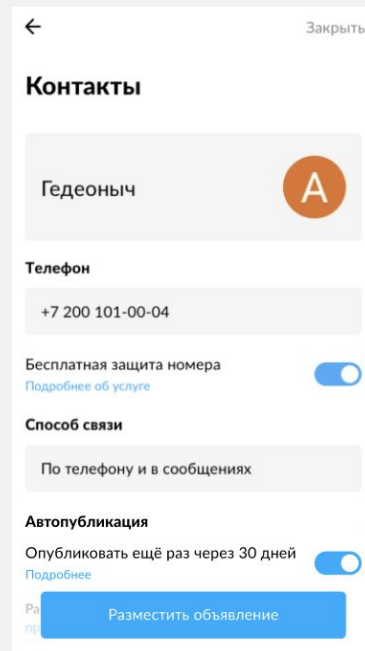 Закрыть
Контакты
Гедеоныч
А
Телефон
+7 200 101-00-04
Бесплатная защита номера
Подробнее об услуге
Способ связи
По телефону и в сообщениях
Автопубликация
Опубликовать ещё раз через 30 дней
Подробнее
Разместить объявление